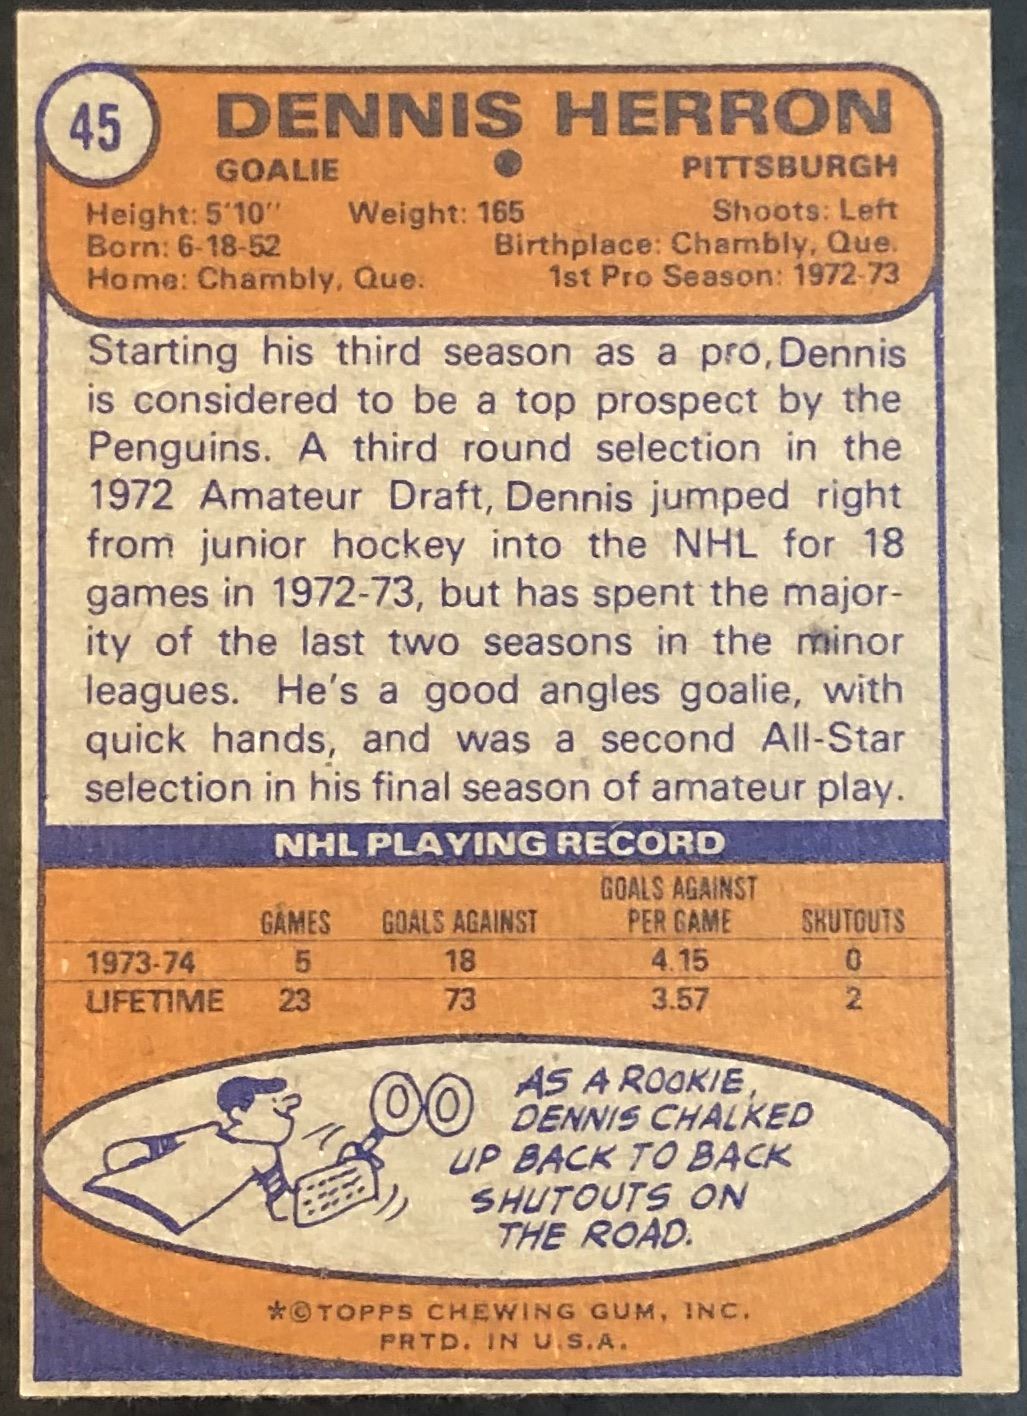 45
DENNIS HERRON
GOALIE ● PITTSBURGH
Height: 5'10" Weight: 165 Shoots: Left
Born: 6-18-52 Birthplace: Chambly, Que.
Home: Chambly, Que. 1st Pro Season: 1972-73
Starting his third season as a pro, Dennis
is considered to be a top prospect by the
Penguins. A third round selection in the
1972 Amateur Draft, Dennis jumped right
from junior hockey into the NHL for 18
games in 1972-73, but has spent the major-
ity of the last two seasons in the minor
leagues. He's a good angles goalie, with
quick hands, and was a second All-Star
selection in his final season of amateur play.
NHL PLAYING RECORD
GAMES GOALS AGAINST GOALS AGAINST PER GAME SHUTOUTS
1973-74 5 18 4.15 0
LIFETIME 23 73 3.57 2
00
AS A ROOKIE,
DENNIS CHALKED
UP BACK TO BACK
SHUTOUTS ON
THE ROAD.
*©TOPPS CHEWING GUM, INC.
PRTD. IN U.S.A.